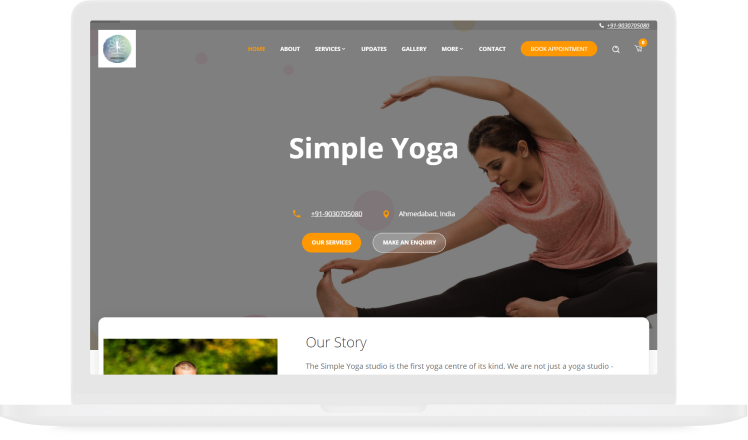 +91-9030705080
HOME ABOUT SERVICES UPDATES GALLERY MORE CONTACT BOOK APPOINTMENT 0
Simple Yoga
+91-9030705080 Ahmedabad, India
OUR SERVICES MAKE AN ENQUIRY
Our Story
The Simple Yoga studio is the first yoga centre of its kind. We are not just a yoga studio -